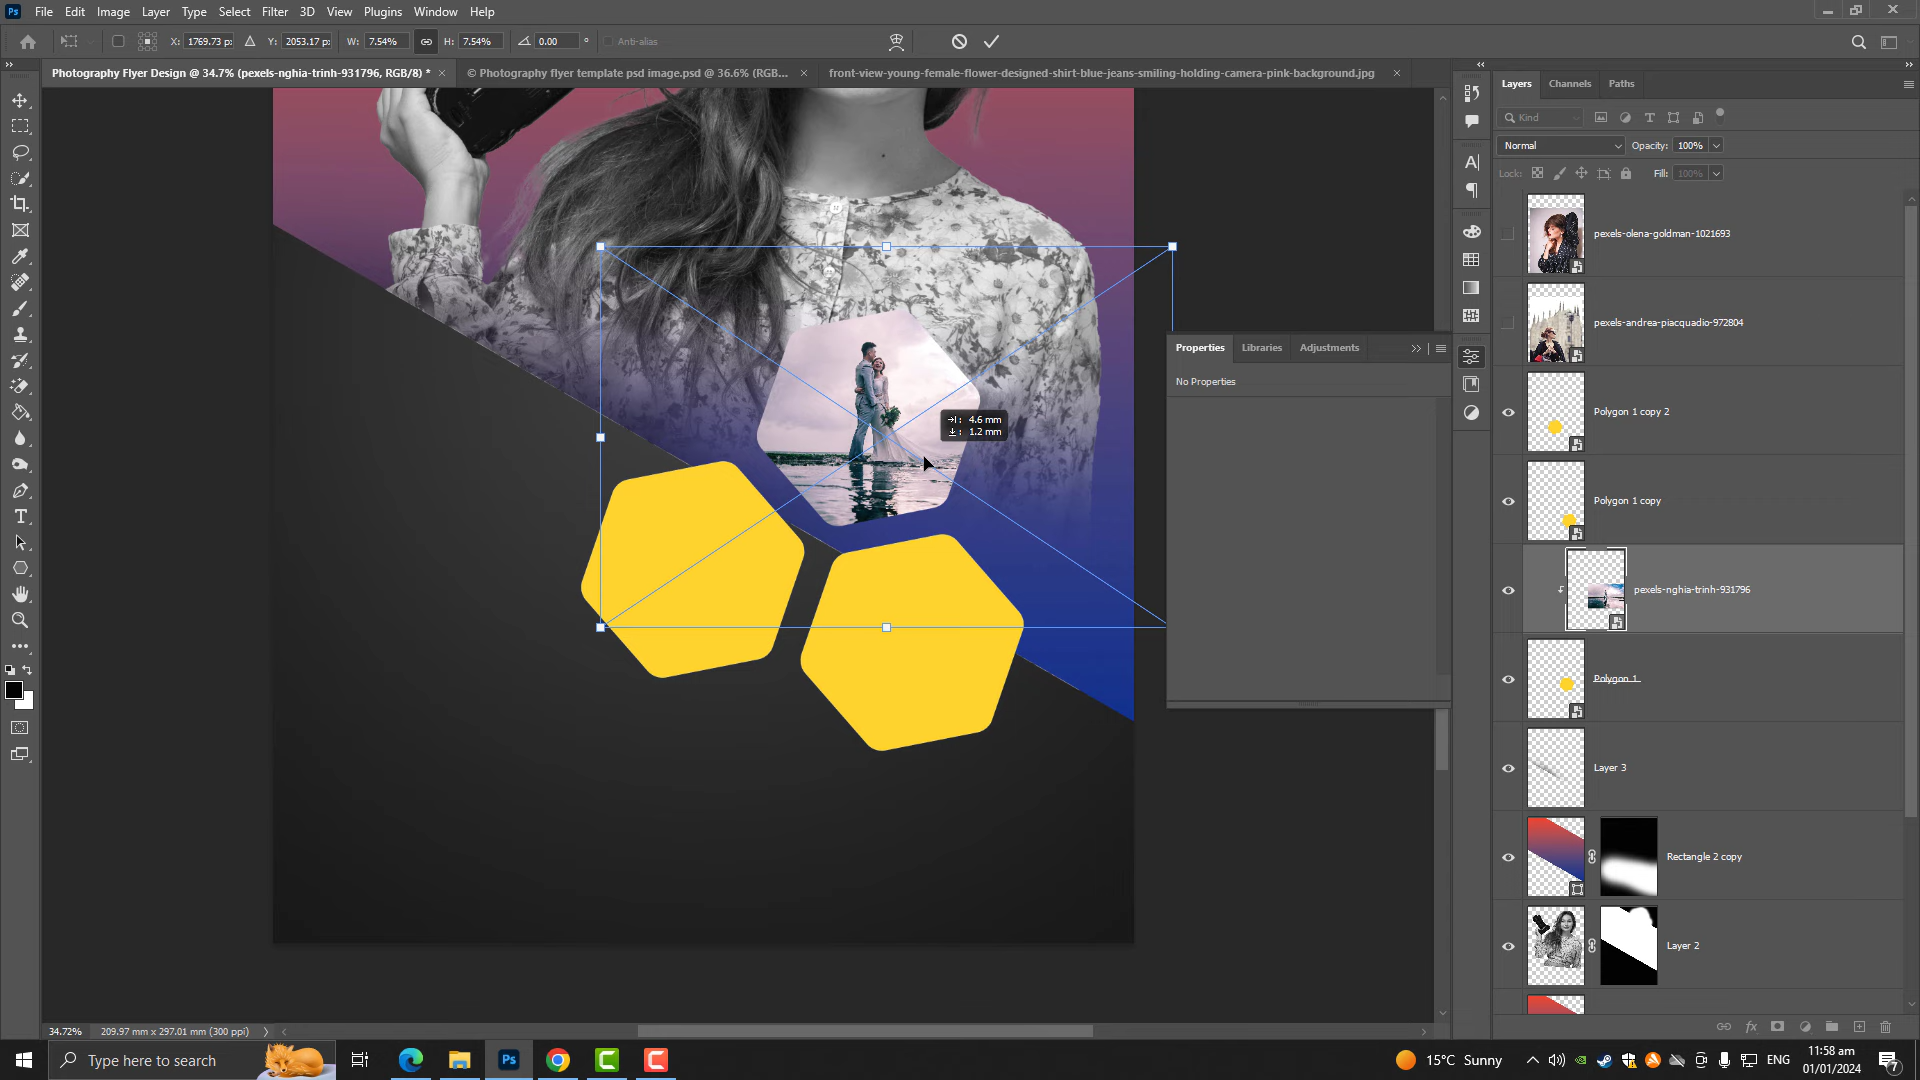 Ps File Edit Image Layer Type Select Filter 3D View Plugins Window Help
X: 1769.73 p: Y: 2053.17 p: W: 7.54% H: 7.54% 0.00 ° Anti-alias
Photography Flyer Design @ 34.7% (pexels-nghia-trinh-931796, RGB/8) * × © Photography flyer template psd image.psd @ 36.6% (RGB... × front-view-young-female-flower-designed-shirt-blue-jeans-smiling-holding-camera-pink-background.jpg ×
Layers Channels Paths
Kind
Normal Opacity: 100%
Lock: Fill: 100%
pexels-olena-goldman-1021693
pexels-andrea-piacquadio-972804
Properties Libraries Adjustments
No Properties
Polygon 1 copy 2
4.6 mm
1.2 mm
Polygon 1 copy
pexels-nghia-trinh-931796
Polygon 1
Layer 3
Rectangle 2 copy
Layer 2
34.72% 209.97 mm x 297.01 mm (300 ppi)
Type here to search
Ps
15°C Sunny
ENG
11:58 am
01/01/2024
7